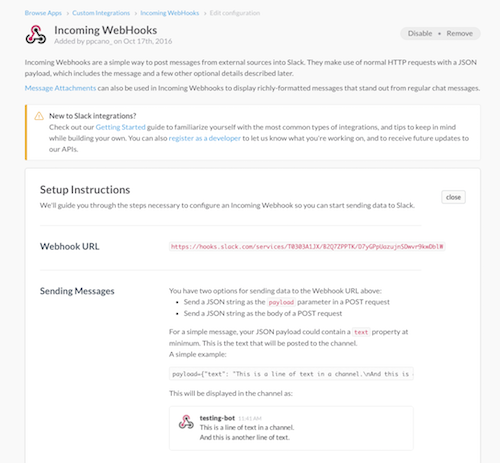 Browse Apps > Custom Integrations > Incoming WebHooks > Edit configuration
Incoming WebHooks
Added by ppcano_ on Oct 17th, 2016
Disable • Remove
Incoming Webhooks are a simple way to post messages from external sources into Slack. They make use of normal HTTP requests with a JSON
payload, which includes the message and a few other optional details described later.
Message Attachments can also be used in Incoming Webhooks to display richly-formatted messages that stand out from regular chat messages.
New to Slack integrations?
Check out our Getting Started guide to familiarize yourself with the most common types of integrations, and tips to keep in mind
while building your own. You can also register as a developer to let us know what you're working on, and to receive future updates to
our APIs.
Setup Instructions
close
We'll guide you through the steps necessary to configure an Incoming Webhook so you can start sending data to Slack.
Webhook URL
Sending Messages
You have two options for sending data to the Webhook URL above:
• Send a JSON string as the payload parameter in a POST request
• Send a JSON string as the body of a POST request
For a simple message, your JSON payload could contain a text property at
minimum. This is the text that will be posted to the channel.
A simple example:
payload={"text": "This is a line of text in a channel.\nAnd this is
This will be displayed in the channel as:
testing-bot 11:43 AM
This is a line of text in a channel.
And this is another line of text.